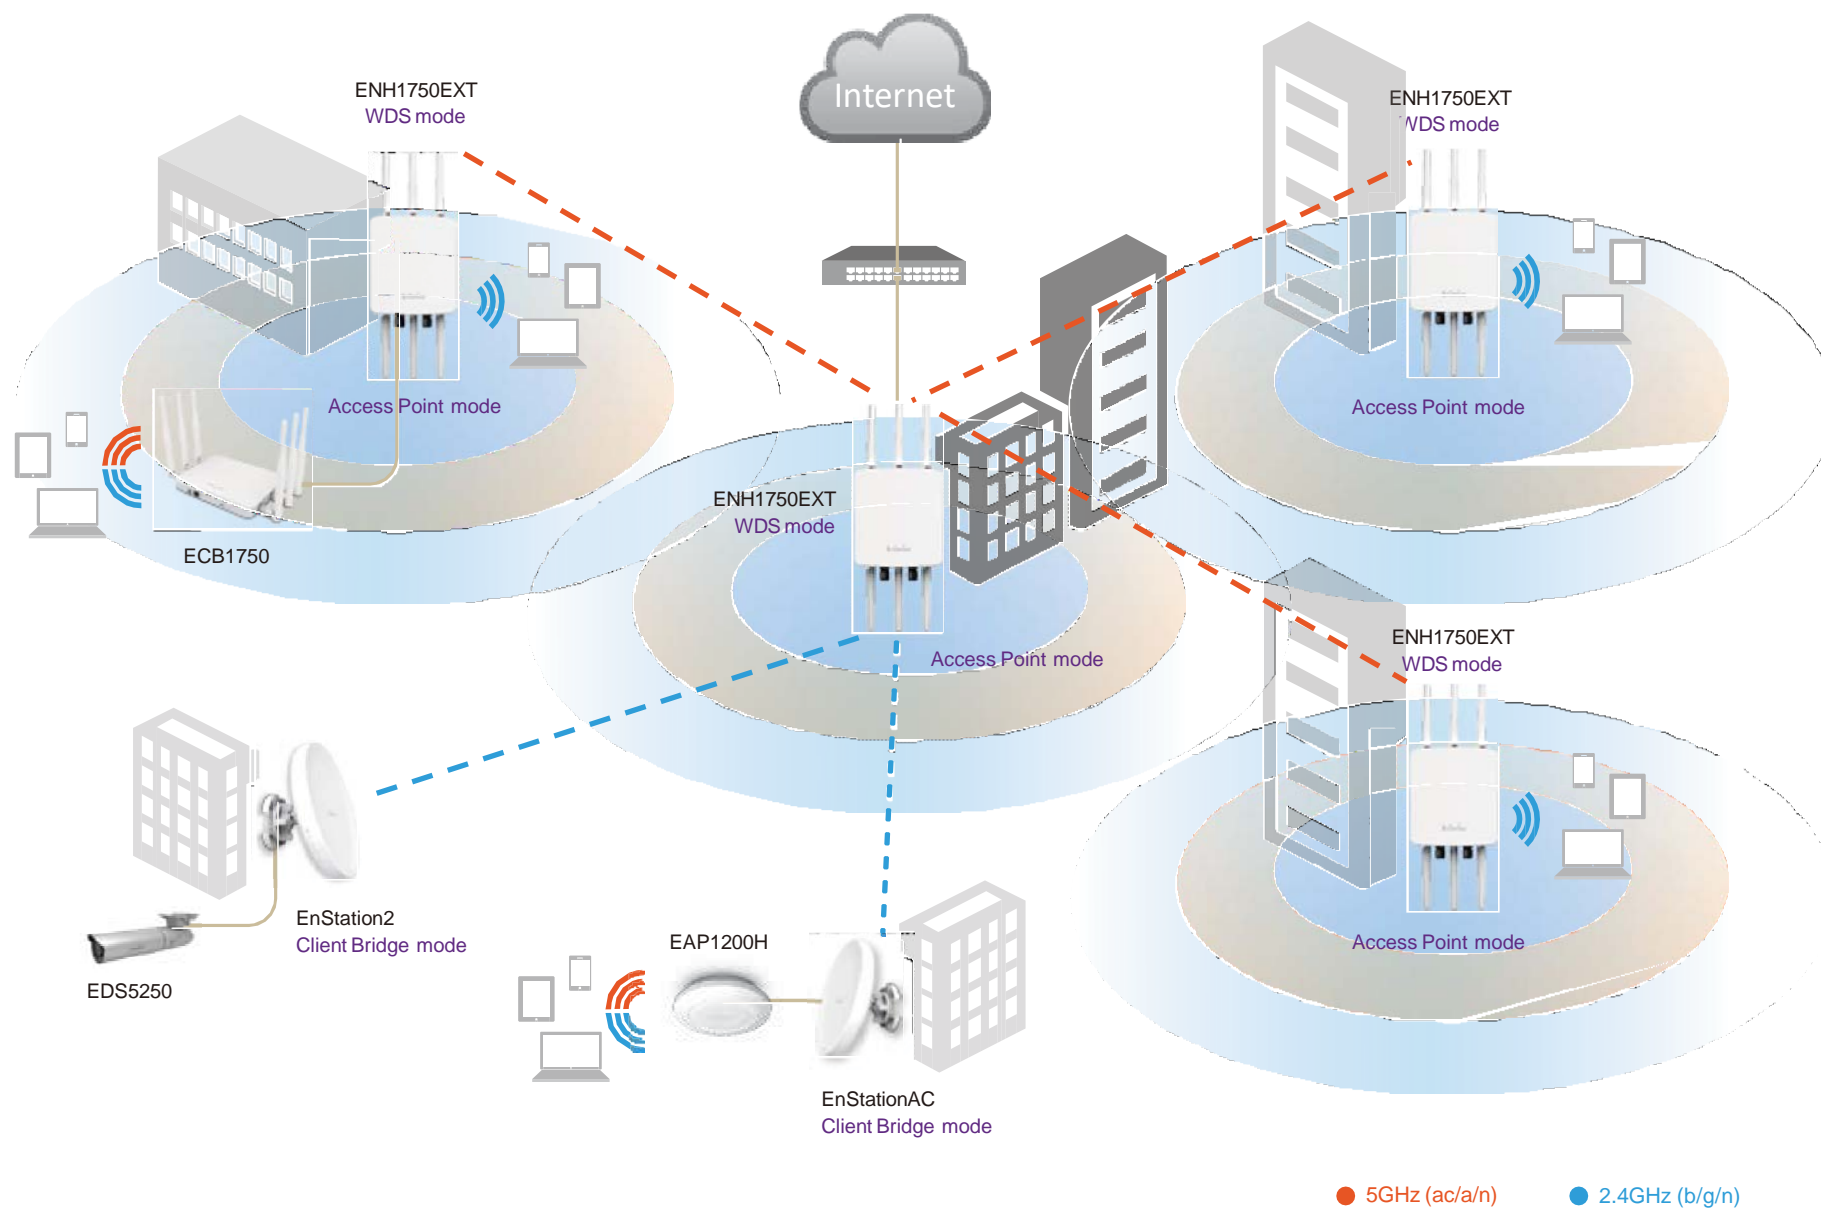 Internet
ENH1750EXT
WDS mode
ENH1750EXT
WDS mode
Access Point mode
Access Point mode
ECB1750
ENH1750EXT
WDS mode
Access Point mode
ENH1750EXT
WDS mode
EnStation2
Client Bridge mode
EDS5250
EAP1200H
Access Point mode
EnStationAC
Client Bridge mode
5GHz (ac/a/n)
2.4GHz (b/g/n)